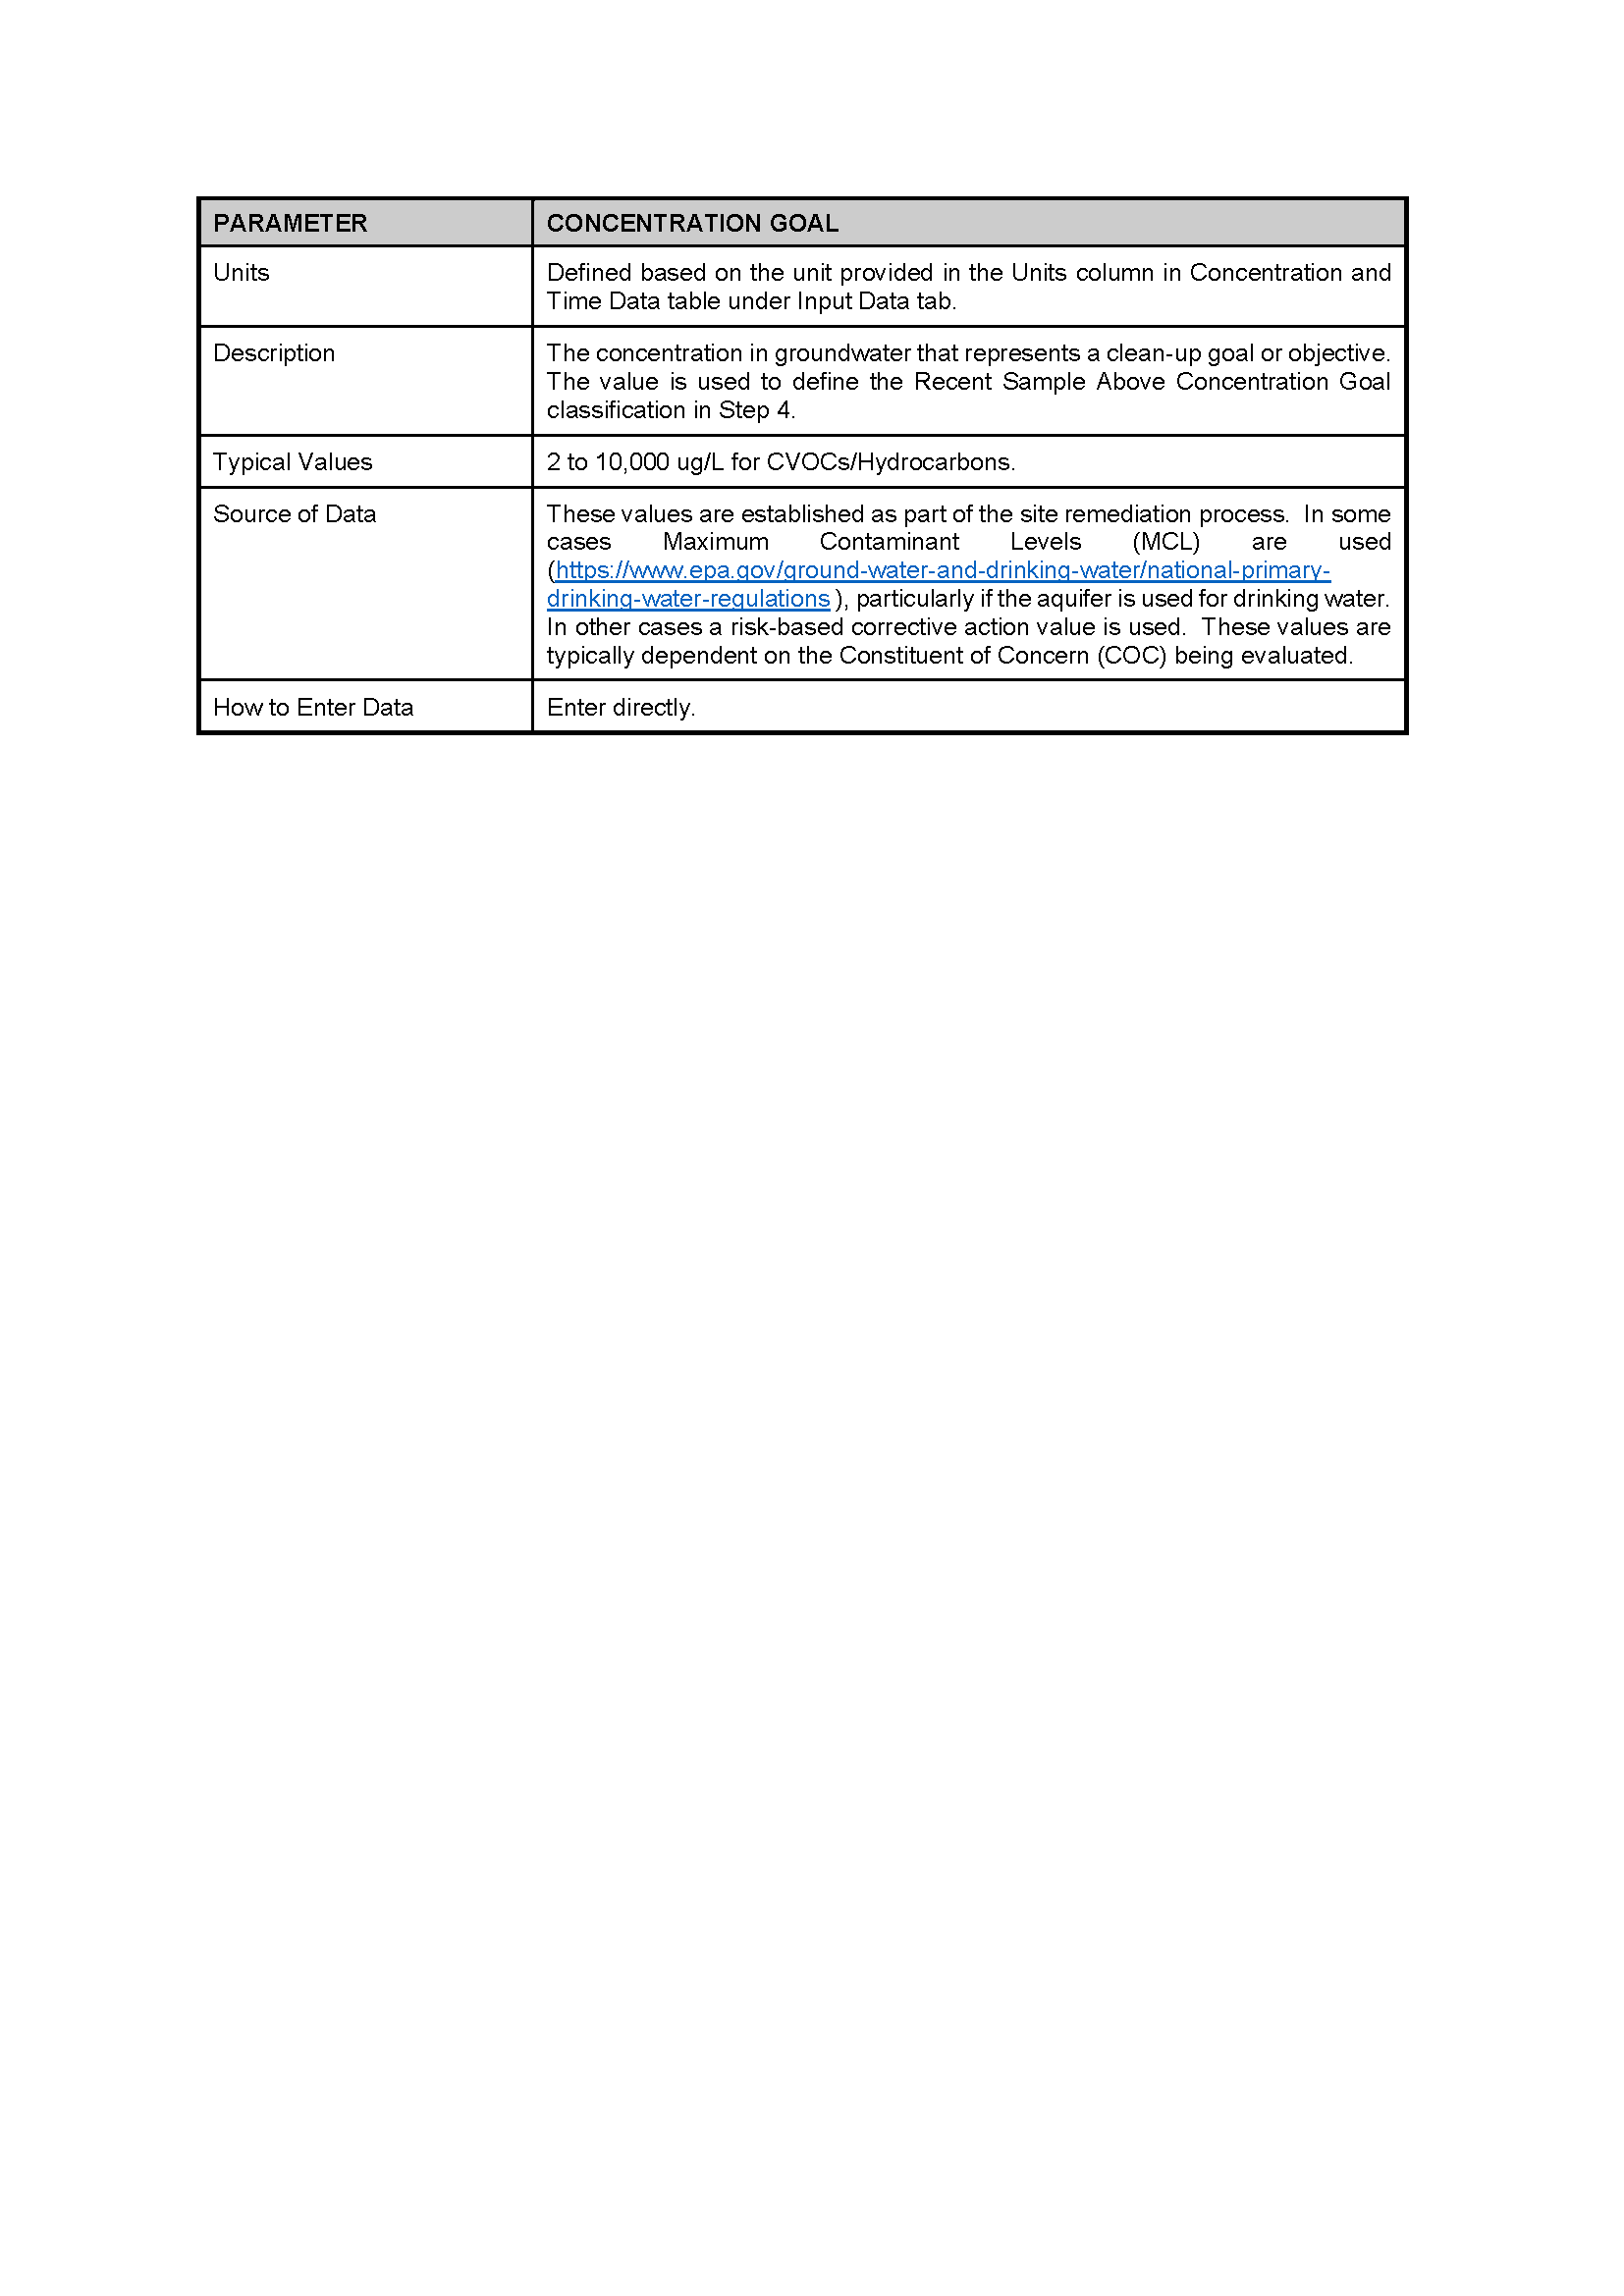 PARAMETER
CONCENTRATION GOAL
Units
Defined based on the unit provided in the Units column in Concentration and
Time Data table under Input Data tab.
Description
The concentration in groundwater that represents a clean-up goal or objective.
The value is used to define the Recent Sample Above Concentration Goal
classification in Step 4.
Typical Values
2 to 10,000 ug/L for CVOCs/Hydrocarbons.
Source of Data
These values are established as part of the site remediation process. In some
cases Maximum Contaminant Levels (MCL) are used
(https://www.epa.gov/ground-water-and-drinking-water/national-primary-
drinking-water-regulations ), particularly if the aquifer is used for drinking water.
In other cases a risk-based corrective action value is used. These values are
typically dependent on the Constituent of Concern (COC) being evaluated.
How to Enter Data
Enter directly.